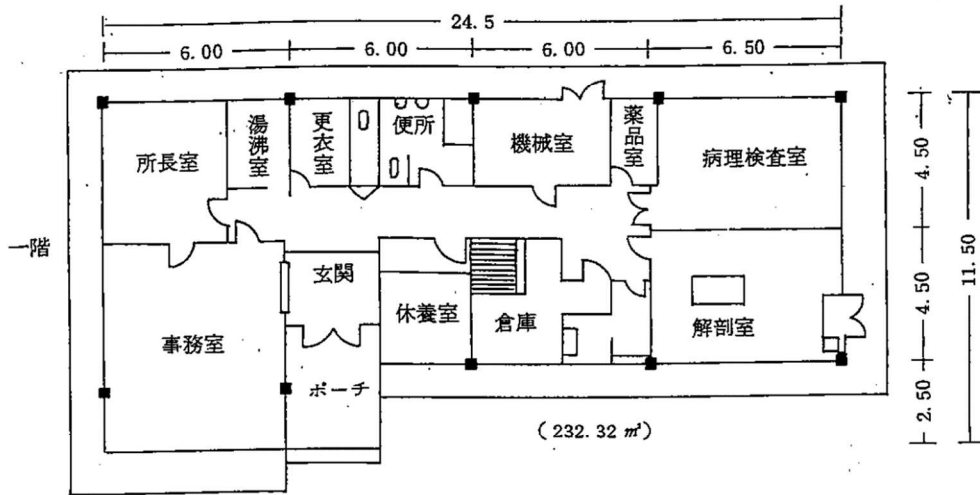 24.5
6.00 6.00 6.00 6.50
所長室
湯沸室
更衣室
便所
機械室
薬品室
病理検査室
4.50
一階
事務室
玄関
休養室
倉庫
解剖室
4.50
11.50
ポーチ
(232.32 ㎡)
2.50